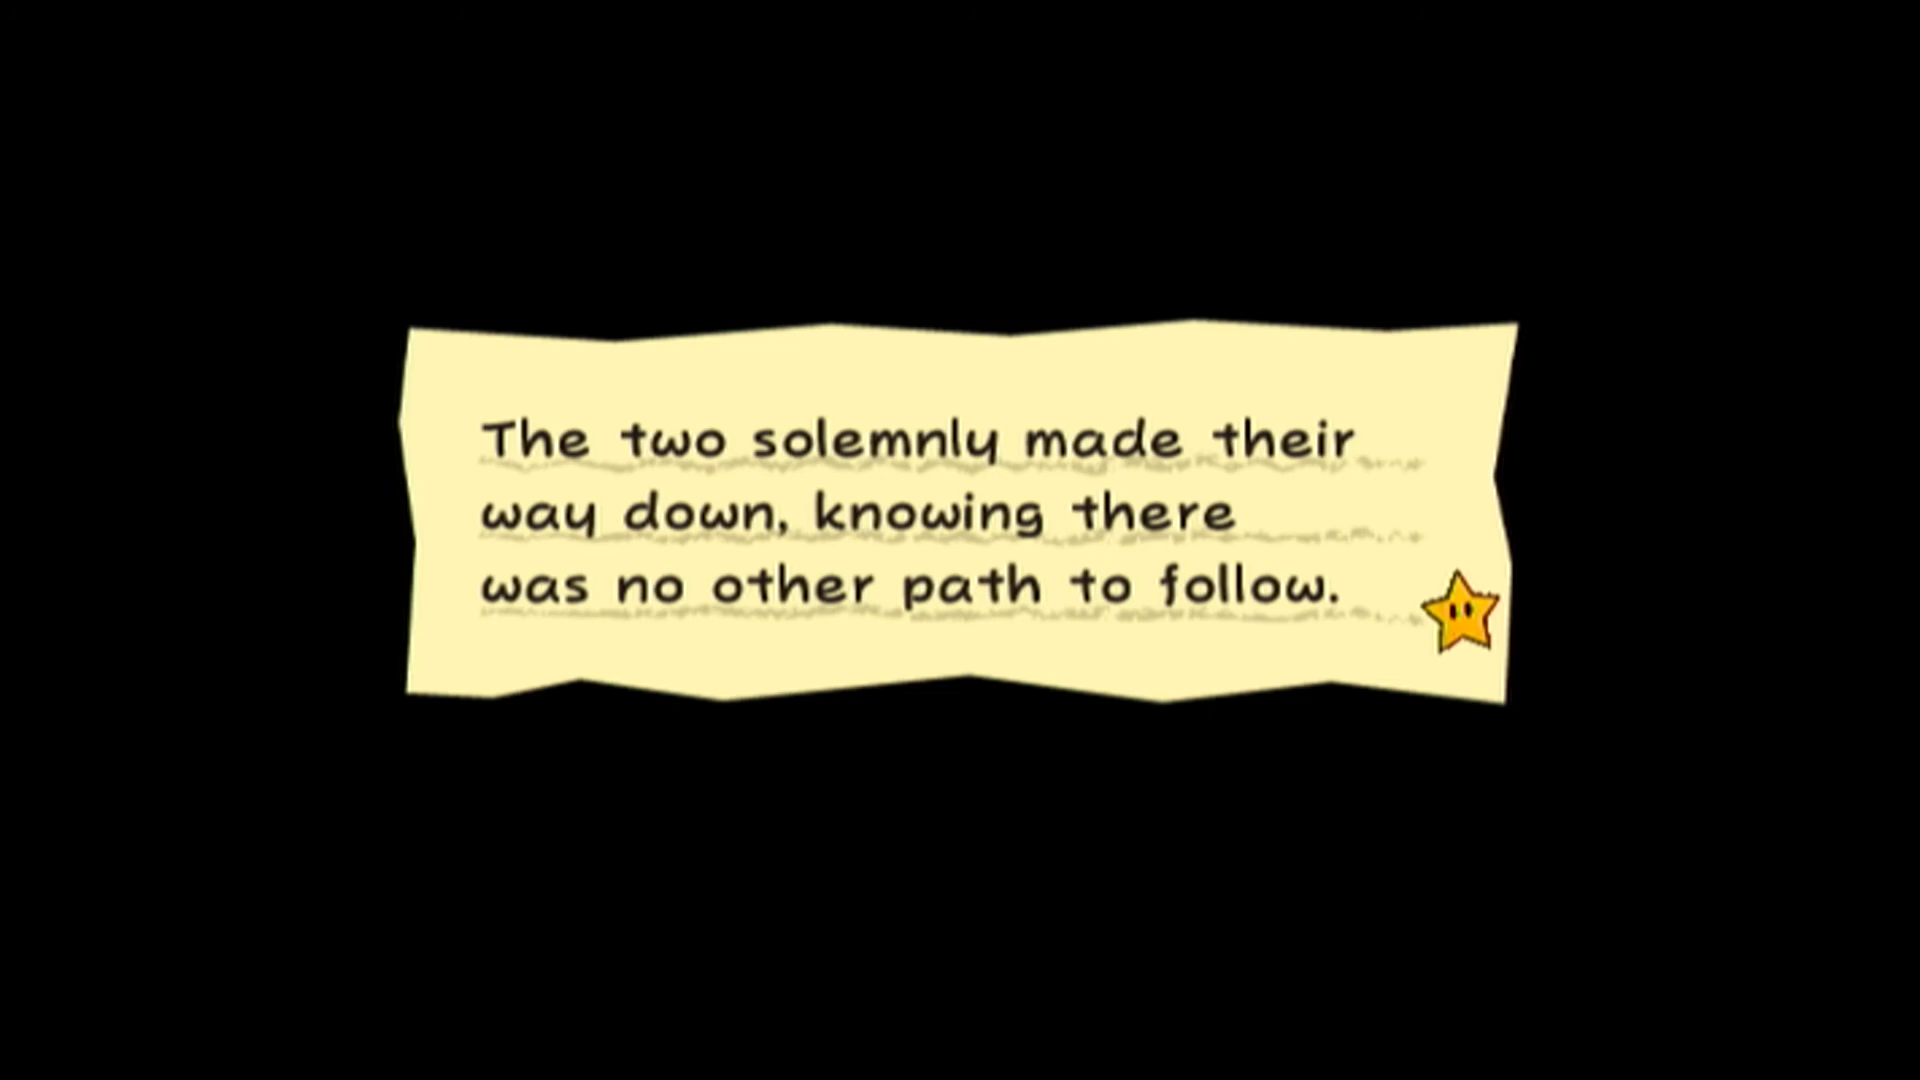 The two solemnly made their
way down, knowing there
was no other path to follow.